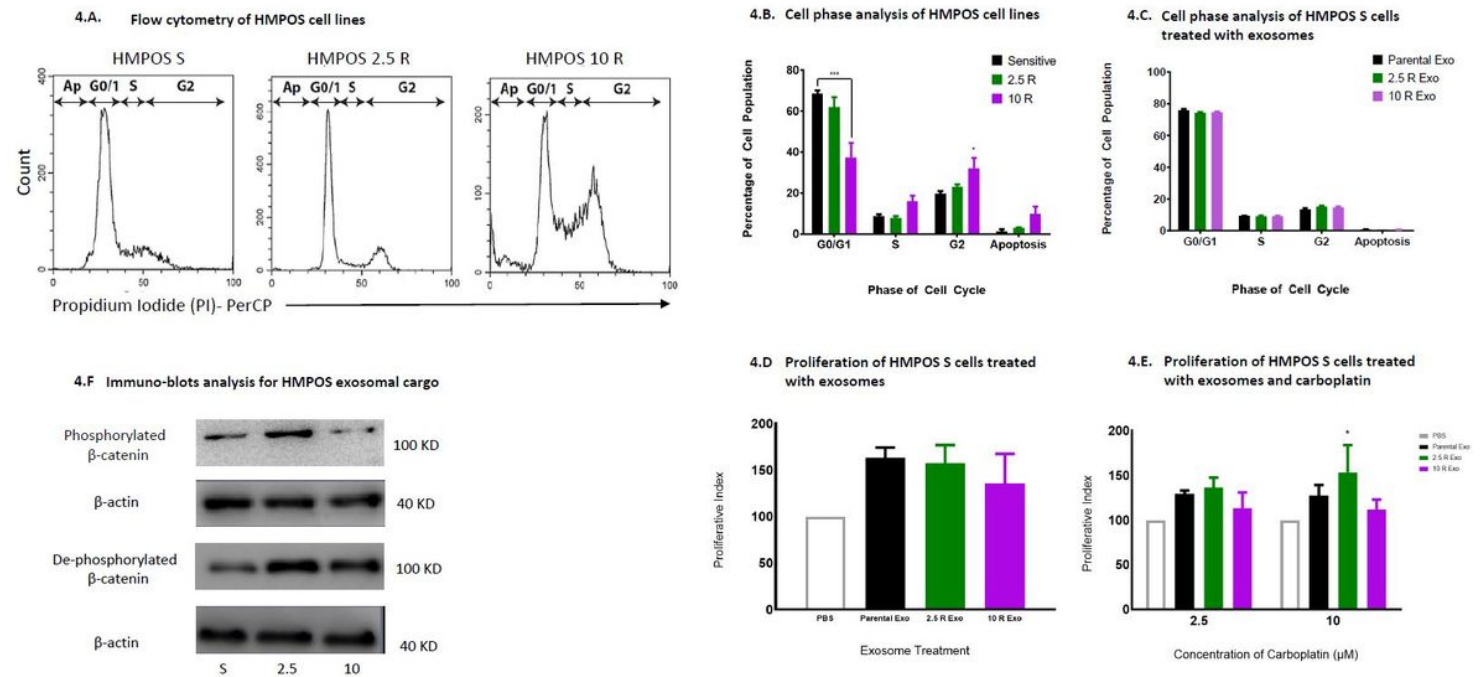 4.A. Flow cytometry of HMPOS cell lines
HMPOS S
HMPOS 2.5 R
HMPOS 10 R
400
Ap G0/1 S G2
200
0
Count
0 50 100
Ap G0/1 S G2
600
400
200
0
0 50 100
Ap G0/1 S G2
200
100
0
0 50 100
Propidium Iodide (PI)- PerCP
4.B. Cell phase analysis of HMPOS cell lines
Sensitive
2.5 R
10 R
Percentage of Cell Population
80
60
40
20
0
***
*
G0/G1 S G2 Apoptosis
Phase of Cell Cycle
4.C. Cell phase analysis of HMPOS S cells
treated with exosomes
Parental Exo
2.5 R Exo
10 R Exo
Percentage of Cell Population
100
80
60
40
20
0
G0/G1 S G2 Apoptosis
Phase of Cell Cycle
4.F Immuno-blots analysis for HMPOS exosomal cargo
Phosphorylated
β-catenin
100 KD
β-actin
40 KD
De-phosphorylated
β-catenin
100 KD
β-actin
40 KD
S 2.5 10
4.D Proliferation of HMPOS S cells treated
with exosomes
Proliferative Index
200
150
100
50
0
PBS Parental Exo 2.5 R Exo 10 R Exo
Exosome Treatment
4.E. Proliferation of HMPOS S cells treated
with exosomes and carboplatin
Proliferative Index
200
150
100
50
0
*
PBS
Parental Exo
2.5 R Exo
10 R Exo
2.5 10
Concentration of Carboplatin (µM)